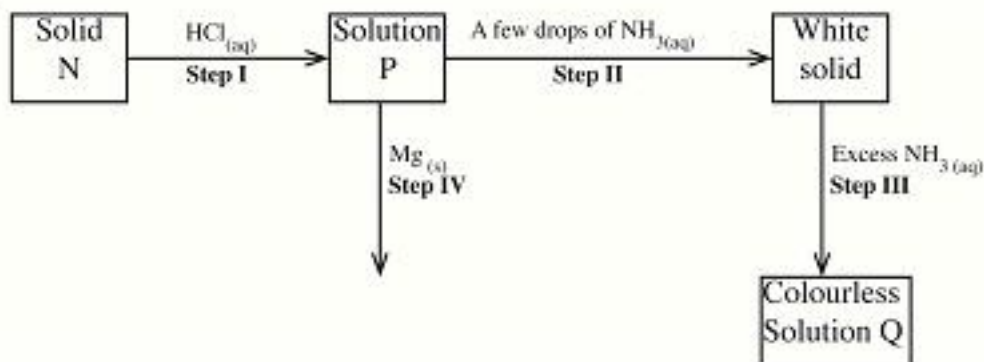 Solid
N
HCl(aq)
Step I
Solution
P
A few drops of NH3(aq)
Step II
White
solid
Mg(s)
Step IV
Excess NH3 (aq)
Step III
Colourless
Solution Q